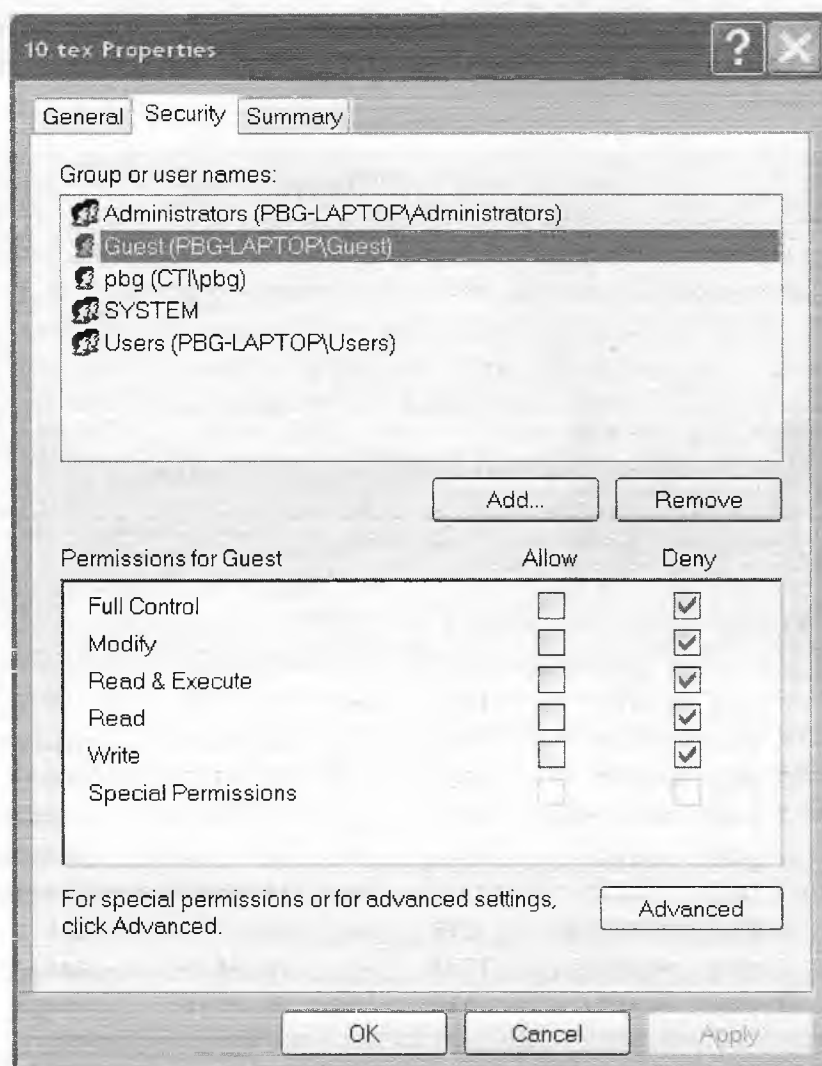 10 tex Properties
General Security Summary
Group or user names:
Administrators (PBG-LAPTOP\Administrators)
Guest (PBG-LAPTOP\Guest)
pbg (CTI\pbg)
SYSTEM
Users (PBG-LAPTOP\Users)
Add... Remove
Permissions for Guest Allow Deny
Full Control
Modify
Read & Execute
Read
Write
Special Permissions
For special permissions or for advanced settings,
click Advanced.
Advanced
OK Cancel Apply